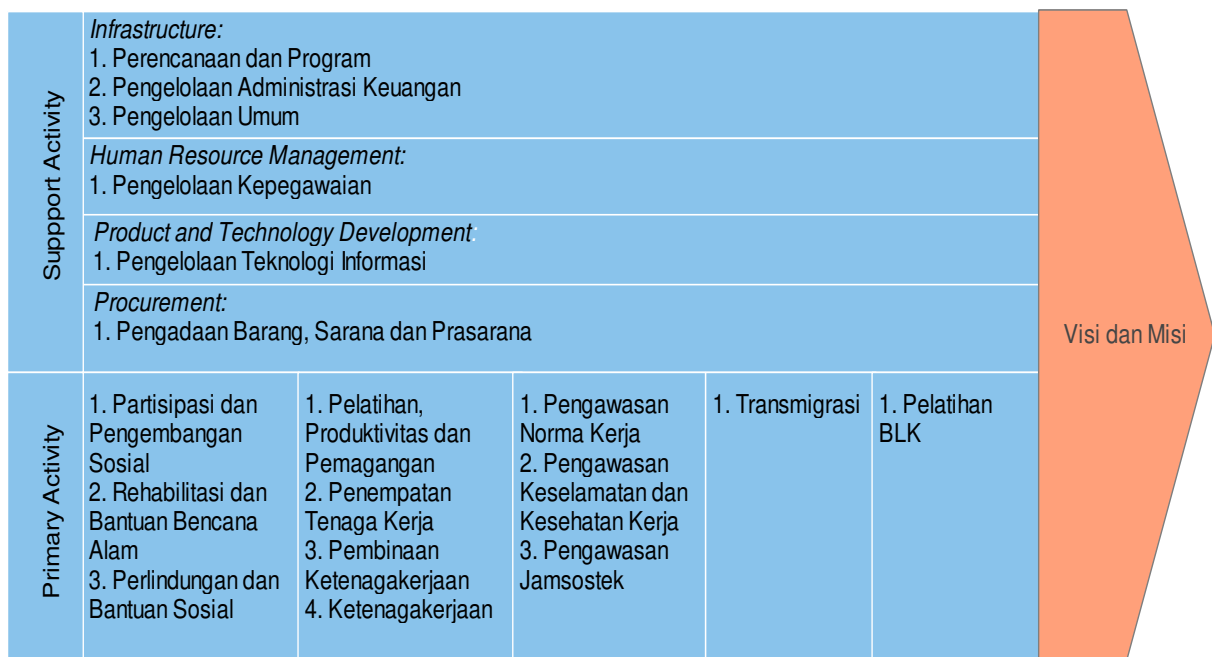 Suppport Activity
Infrastructure:
1. Perencanaan dan Program
2. Pengelolaan Administrasi Keuangan
3. Pengelolaan Umum
Human Resource Management:
1. Pengelolaan Kepegawaian
Product and Technology Development:
1. Pengelolaan Teknologi Informasi
Procurement:
1. Pengadaan Barang, Sarana dan Prasarana
Primary Activity
1. Partisipasi dan
Pengembangan
Sosial
2. Rehabilitasi dan
Bantuan Bencana
Alam
3. Perlindungan dan
Bantuan Sosial
1. Pelatihan,
Produktivitas dan
Pemagangan
2. Penempatan
Tenaga Kerja
3. Pembinaan
Ketenagakerjaan
4. Ketenagakerjaan
1. Pengawasan
Norma Kerja
2. Pengawasan
Keselamatan dan
Kesehatan Kerja
3. Pengawasan
Jamsostek
1. Transmigrasi
1. Pelatihan
BLK
Visi dan Misi